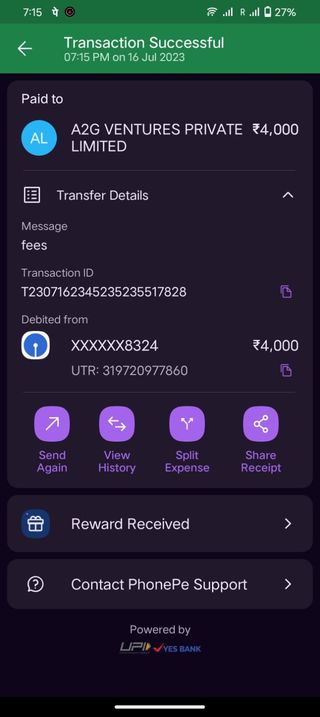 7:15 पे R 27%
Transaction Successful
07:15 PM on 16 Jul 2023
Paid to
AL A2G VENTURES PRIVATE ₹4,000
LIMITED
Transfer Details
Message
fees
Transaction ID
T2307162345235235517828
Debited from
XXXXXX8324 ₹4,000
UTR: 319720977860
Send View Split Share
Again History Expense Receipt
Reward Received
Contact PhonePe Support
Powered by
UPI YES BANK